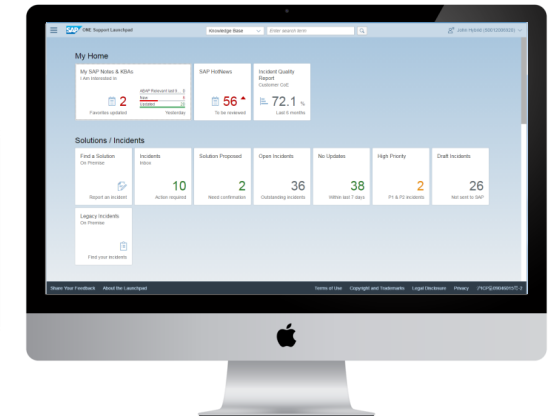 SAP ONE Support Launchpad
Knowledge Base
Enter search term
My Home
My SAP Notes & KBAs
I Am Interested In
2
Favorites updated
New
Updated
Yesterday
SAP HotNews
56
To be reviewed
Incident Quality
Report
Customer CoE
72.1 %
Last 6 months
Solutions / Incidents
Find a Solution
On Premise
Report an incident
Incidents
Inbox
10
Action required
Solution Proposed
2
Need confirmation
Open Incidents
36
Outstanding incidents
No Updates
38
Within last 7 days
High Priority
2
P1 & P2 incidents
Draft Incidents
26
Not sent to SAP
Legacy Incidents
On Premise
Find your incidents
Share Your Feedback About the Launchpad
Terms of Use Copyright and Trademarks Legal Disclosure Privacy